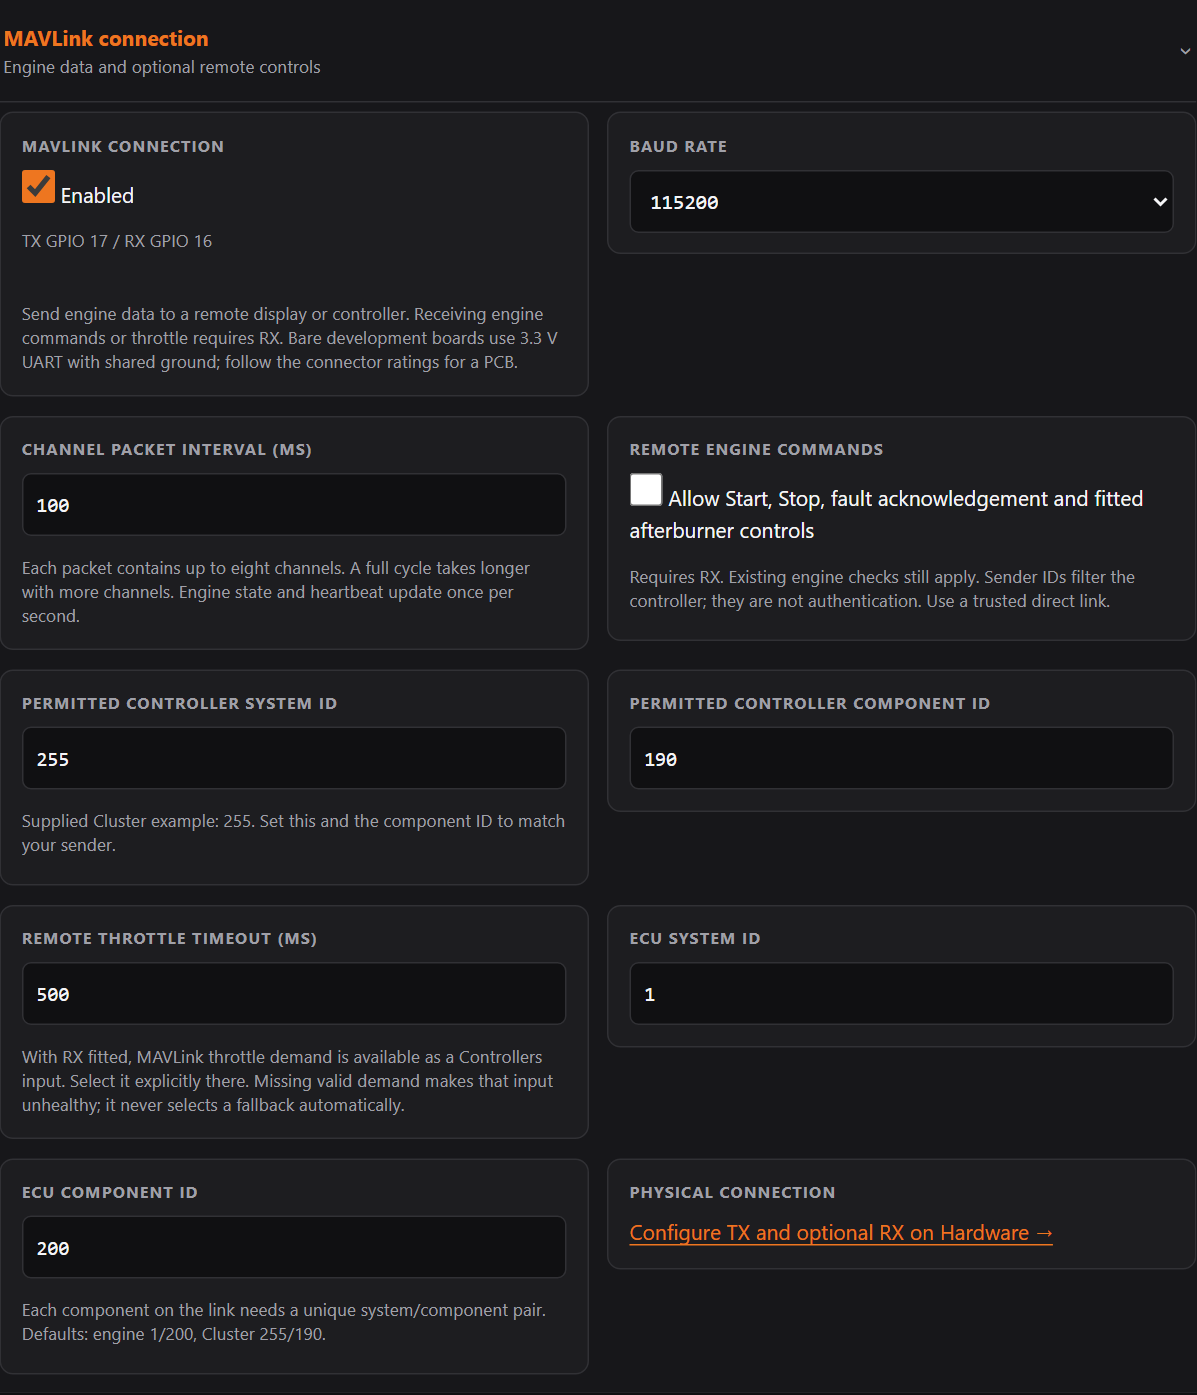 MAVLink connection
Engine data and optional remote controls
MAVLINK CONNECTION
Enabled
TX GPIO 17 / RX GPIO 16
Send engine data to a remote display or controller. Receiving engine
commands or throttle requires RX. Bare development boards use 3.3 V
UART with shared ground; follow the connector ratings for a PCB.
BAUD RATE
115200
CHANNEL PACKET INTERVAL (MS)
100
Each packet contains up to eight channels. A full cycle takes longer
with more channels. Engine state and heartbeat update once per
second.
REMOTE ENGINE COMMANDS
Allow Start, Stop, fault acknowledgement and fitted
afterburner controls
Requires RX. Existing engine checks still apply. Sender IDs filter the
controller; they are not authentication. Use a trusted direct link.
PERMITTED CONTROLLER SYSTEM ID
255
Supplied Cluster example: 255. Set this and the component ID to match
your sender.
PERMITTED CONTROLLER COMPONENT ID
190
REMOTE THROTTLE TIMEOUT (MS)
500
With RX fitted, MAVLink throttle demand is available as a Controllers
input. Select it explicitly there. Missing valid demand makes that input
unhealthy; it never selects a fallback automatically.
ECU SYSTEM ID
1
ECU COMPONENT ID
200
Each component on the link needs a unique system/component pair.
Defaults: engine 1/200, Cluster 255/190.
PHYSICAL CONNECTION
Configure TX and optional RX on Hardware →